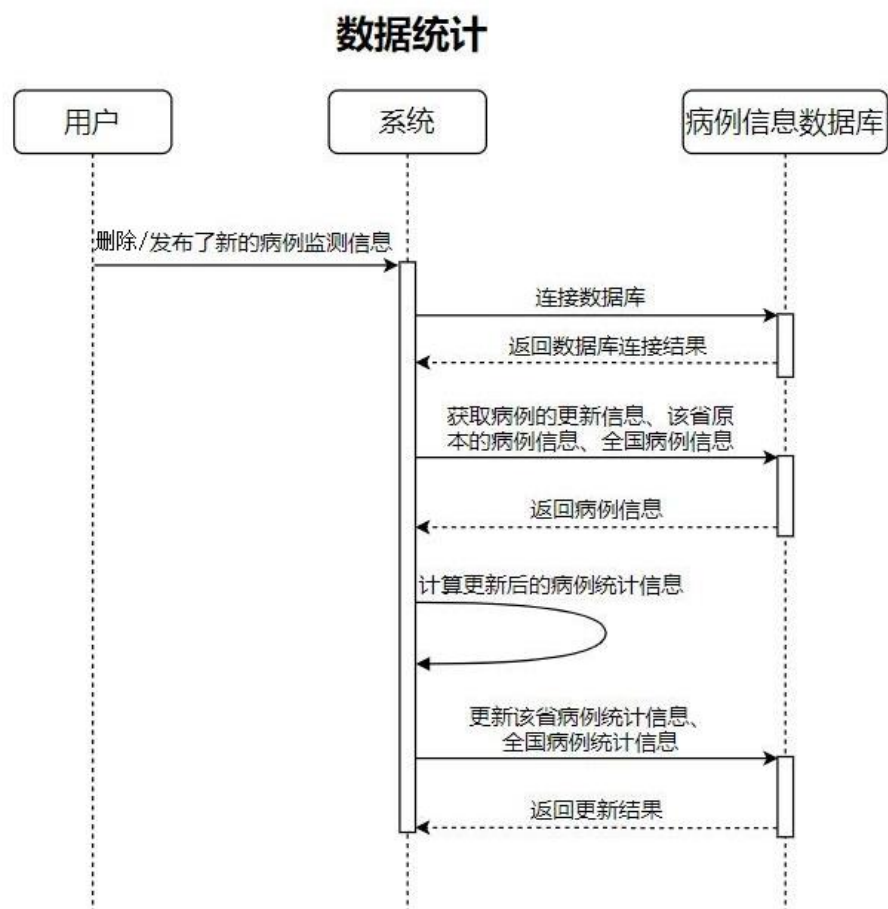 数据统计
用户
系统
病例信息数据库
删除/发布了新的病例监测信息
连接数据库
返回数据库连接结果
获取病例的更新信息、该省原
本的病例信息、全国病例信息
返回病例信息
计算更新后的病例统计信息
更新该省病例统计信息、
全国病例统计信息
返回更新结果